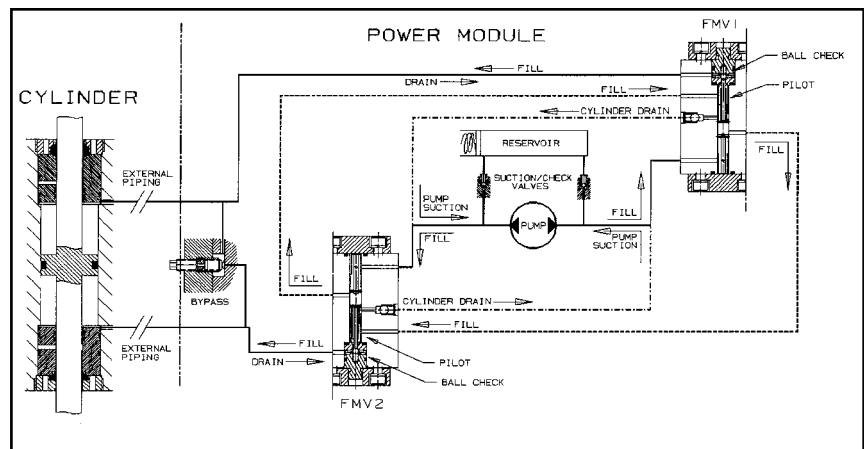 FMV1
POWER MODULE
BALL CHECK
FILL
DRAIN
FILL
PILOT
CYLINDER
CYLINDER DRAIN
RESERVOIR
FILL
EXTERNAL
PIPING
SUCTION/CHECK
VALVES
PUMP
SUCTION
FILL
PUMP
FILL
PUMP
SUCTION
FILL
BYPASS
CYLINDER DRAIN
FILL
EXTERNAL
PIPING
FILL
DRAIN
PILOT
BALL CHECK
FMV2